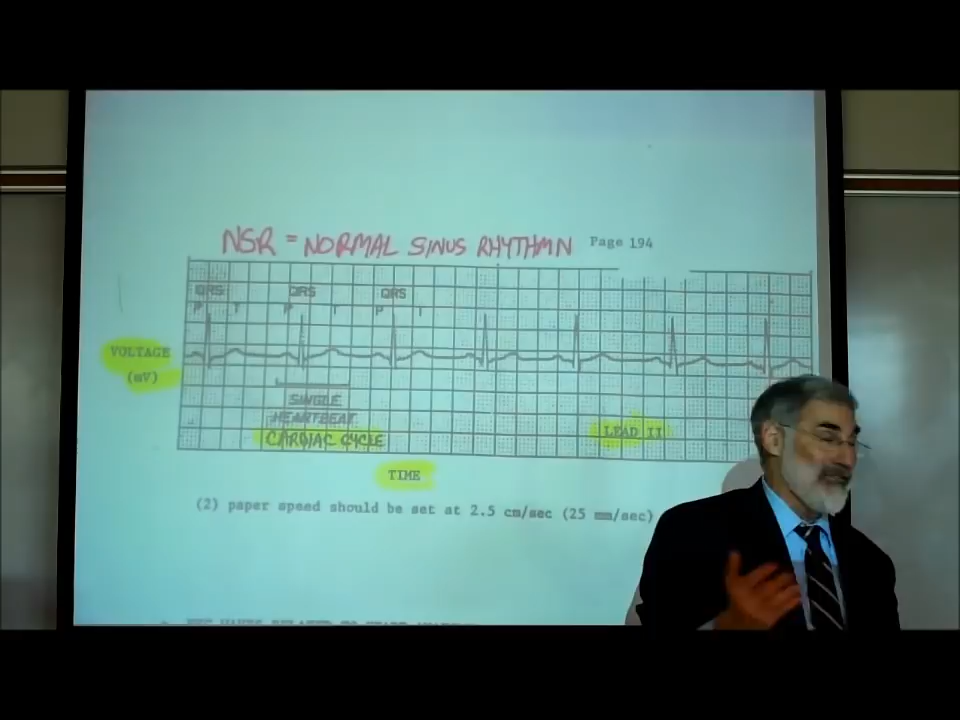 NSR = NORMAL SINUS RHYTHMN Page 194
QRS QRS QRS
P T P T P T
VOLTAGE
(mV)
SINGLE
HEARTBEAT
CARDIAC CYCLE
LEAD II
TIME
(2) paper speed should be set at 2.5 cm/sec (25 mm/sec)